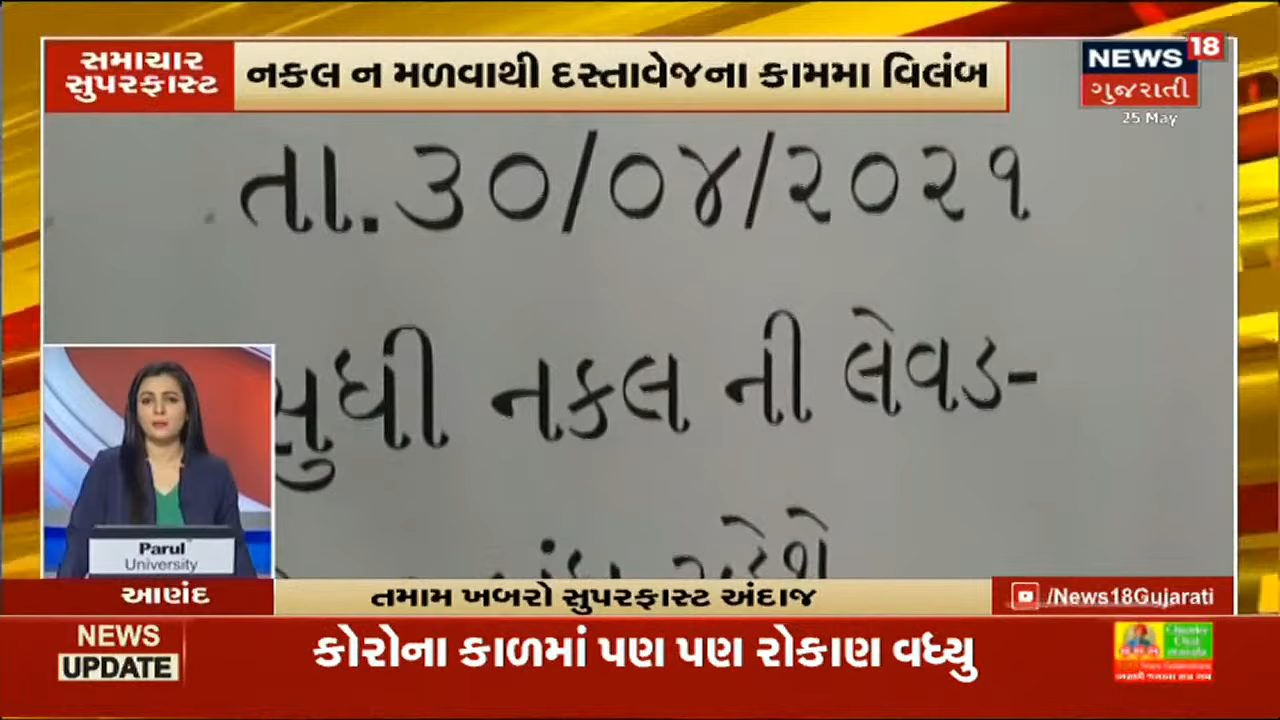 સમાચાર
સુપરફાસ્ટ
નકલ ન મળવાથી દસ્તાવેજના કામમા વિલંબ
NEWS 18
ગુજરાતી
25 May
તા.૩૦/૦૪/૨૦૨૧
સુધી નકલ ની લેવડ-
Parul
University
આણંદ
તમામ ખબરો સુપરફાસ્ટ અંદાજ
/News18Gujarati
NEWS
UPDATE
કોરોના કાળમાં પણ પણ રોકાણ વધ્યુ